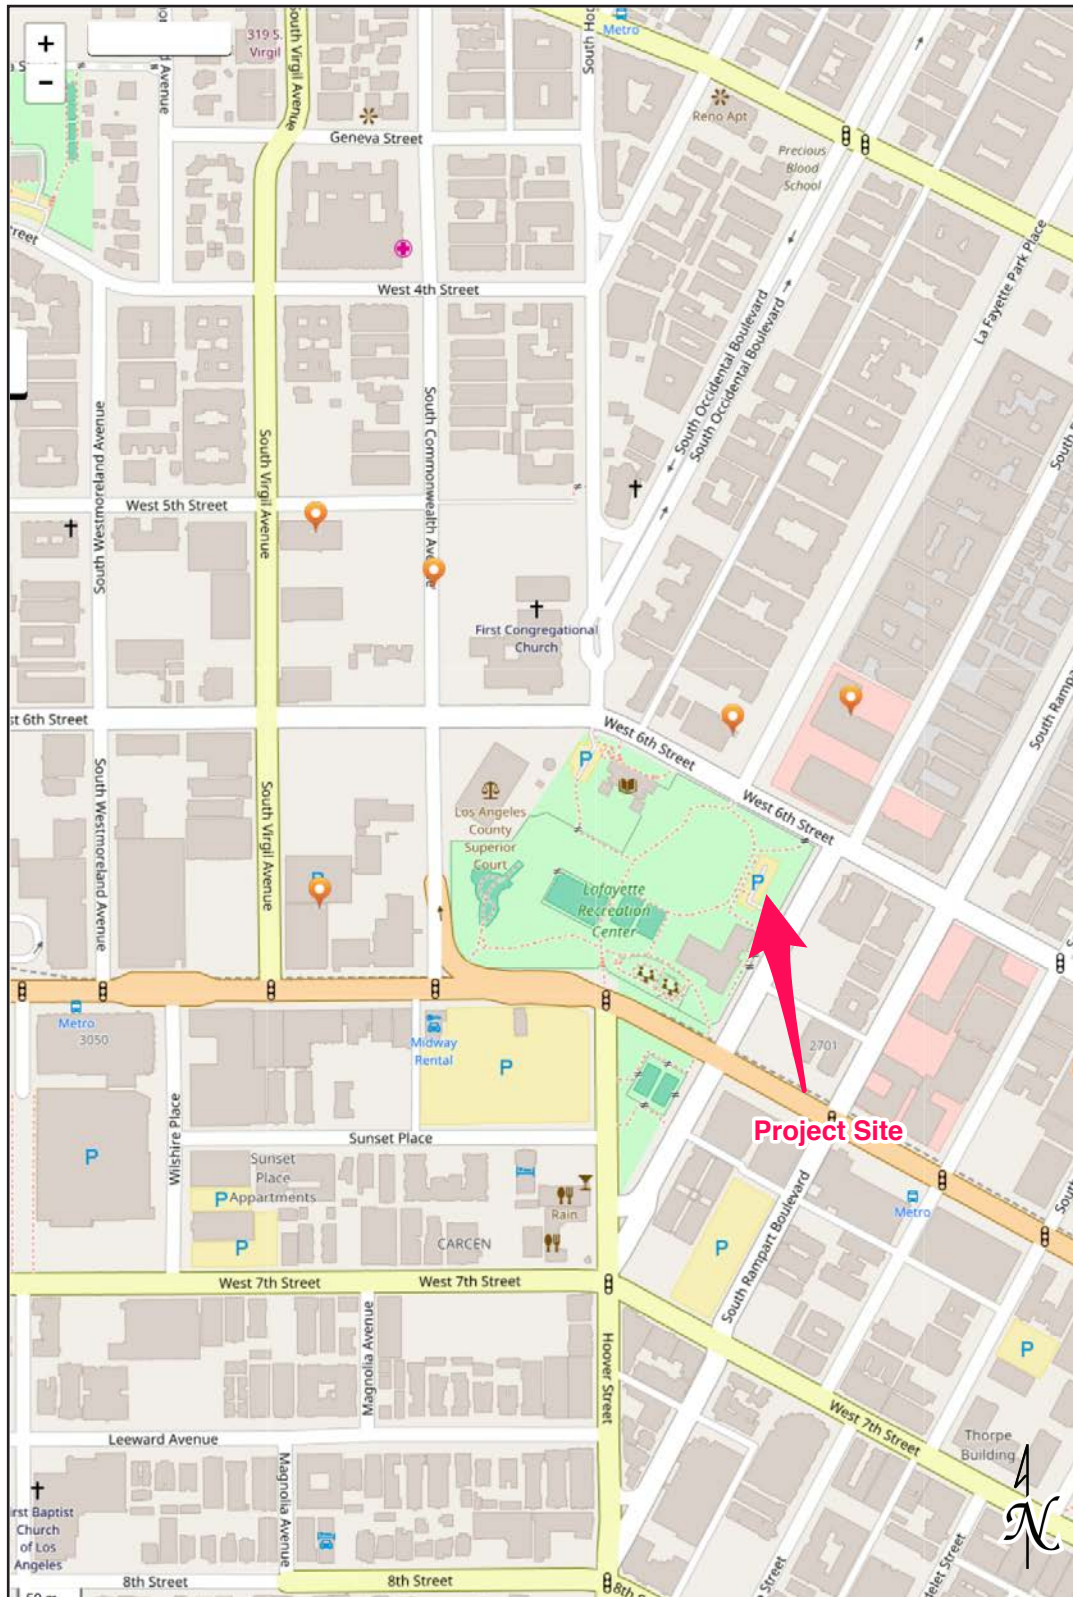 +
−
319 S.
Virgil
South Virgil Avenue
Metro
Reno Apt
Geneva Street
Precious
Blood
School
La Fayette Park Place
West 4th Street
South Occidental Boulevard
South Occidental Boulevard
South Westmoreland Avenue
South Virgil Avenue
South Commonwealth Avenue
West 5th Street
First Congregational
Church
South Rampa
st 6th Street
West 6th Street
West 6th Street
South Westmoreland Avenue
South Virgil Avenue
Los Angeles
County
Superior
Court
P
P
P
Lafayette
Recreation
Center
Metro
3050
Midway
Rental
P
2701
Project Site
Wilshire Place
Sunset Place
P
Sunset
Place
Appartments
P
P
Rain
CARCEN
P
Metro
South Rampart Boulevard
West 7th Street
West 7th Street
Magnolia Avenue
Hoover Street
P
West 7th Street
Leeward Avenue
Thorpe
Building
Magnolia Avenue
irst Baptist
Church
of Los
Angeles
N
8th Street
8th Street